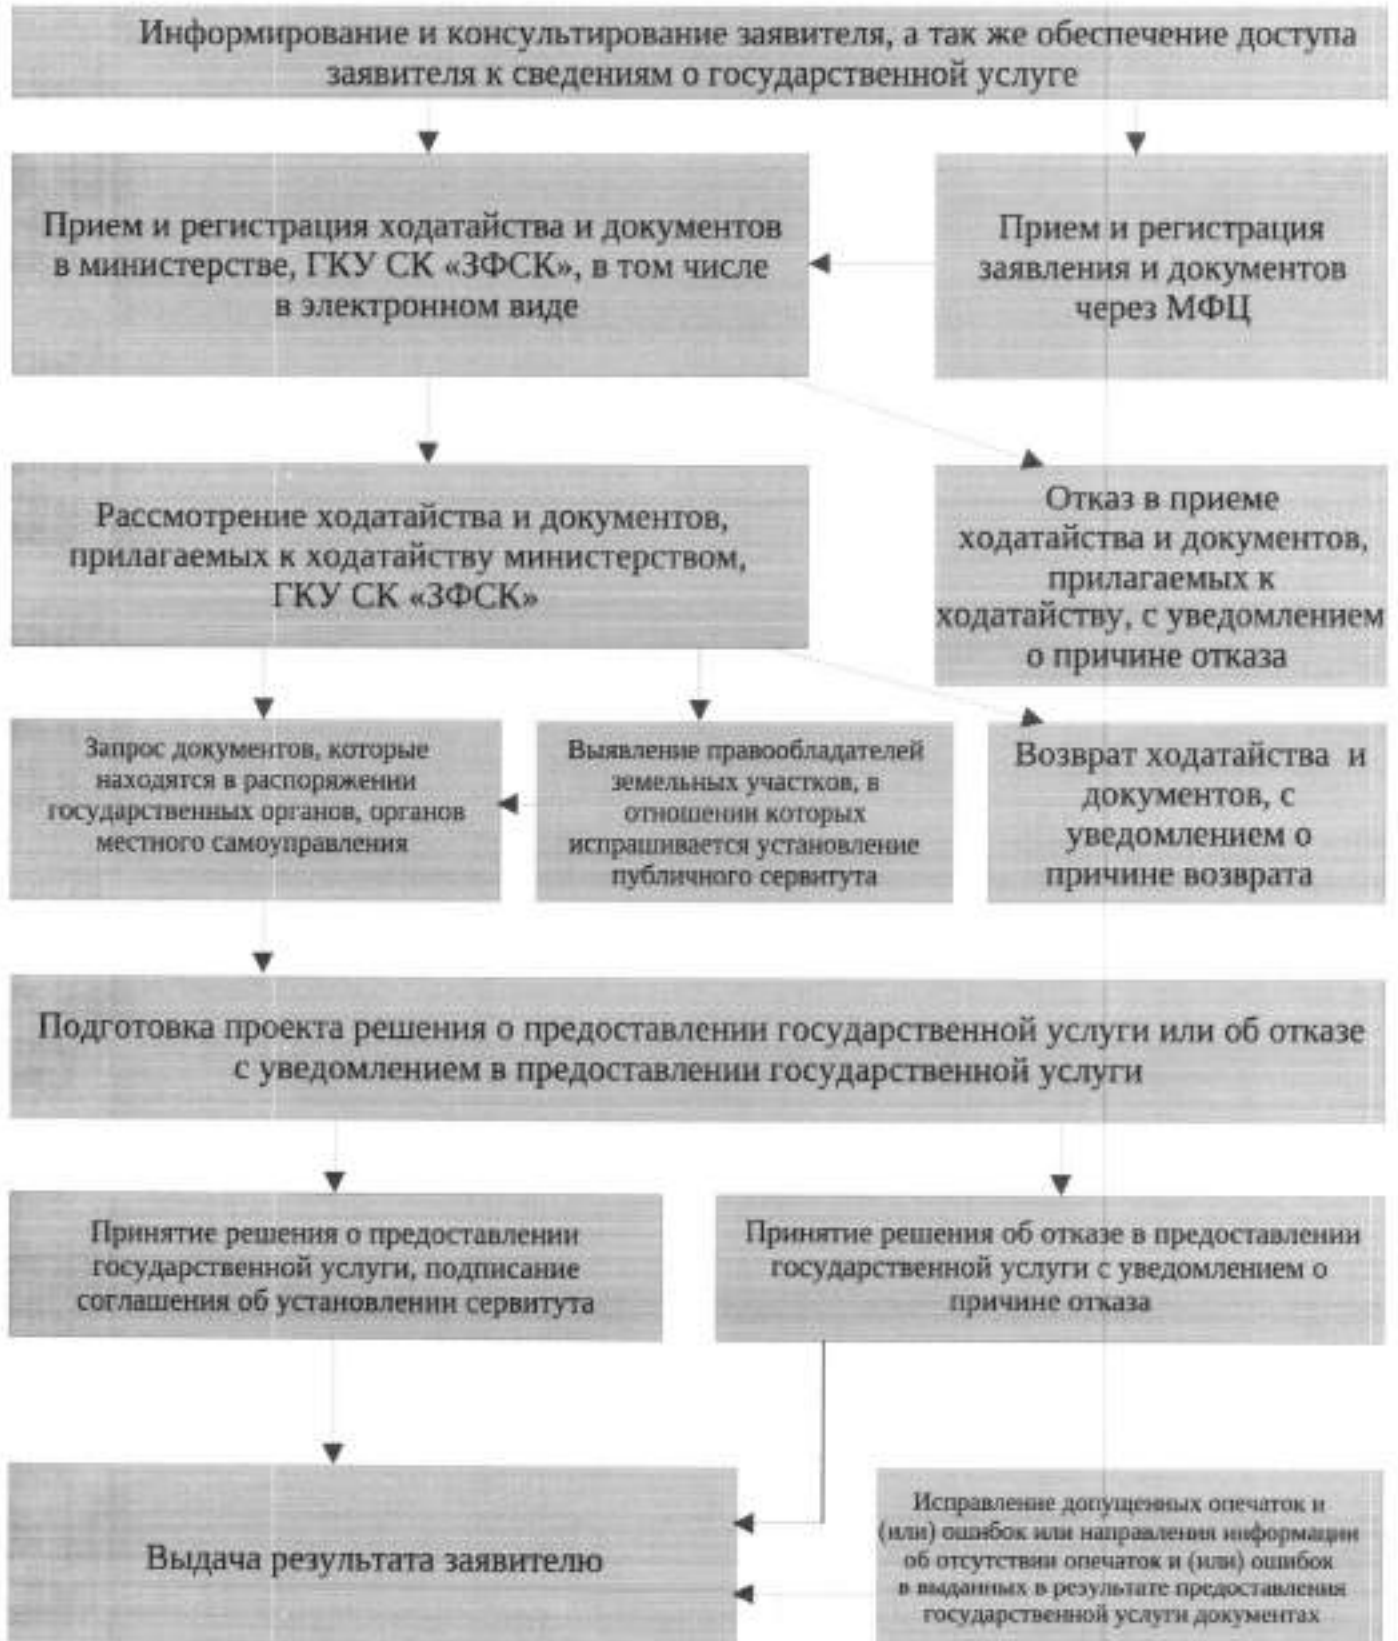 Информирование и консультирование заявителя, а так же обеспечение доступа
заявителя к сведениям о государственной услуге
Прием и регистрация ходатайства и документов
в министерстве, ГКУ СК «ЗФСК», в том числе
в электронном виде
Прием и регистрация
заявления и документов
через МФЦ
Рассмотрение ходатайства и документов,
прилагаемых к ходатайству министерством,
ГКУ СК «ЗФСК»
Отказ в приеме
ходатайства и документов,
прилагаемых к
ходатайству, с уведомлением
о причине отказа
Запрос документов, которые
находятся в распоряжении
государственных органов, органов
местного самоуправления
Выявление правообладателей
земельных участков, в
отношении которых
испрашивается установление
публичного сервитута
Возврат ходатайства и
документов, с
уведомлением о
причине возврата
Подготовка проекта решения о предоставлении государственной услуги или об отказе
с уведомлением в предоставлении государственной услуги
Принятие решения о предоставлении
государственной услуги, подписание
соглашения об установлении сервитута
Принятие решения об отказе в предоставлении
государственной услуги с уведомлением о
причине отказа
Выдача результата заявителю
Исправление допущенных опечаток и
(или) ошибок или направления информации
об отсутствии опечаток и (или) ошибок
в выданных в результате предоставления
государственной услуги документах